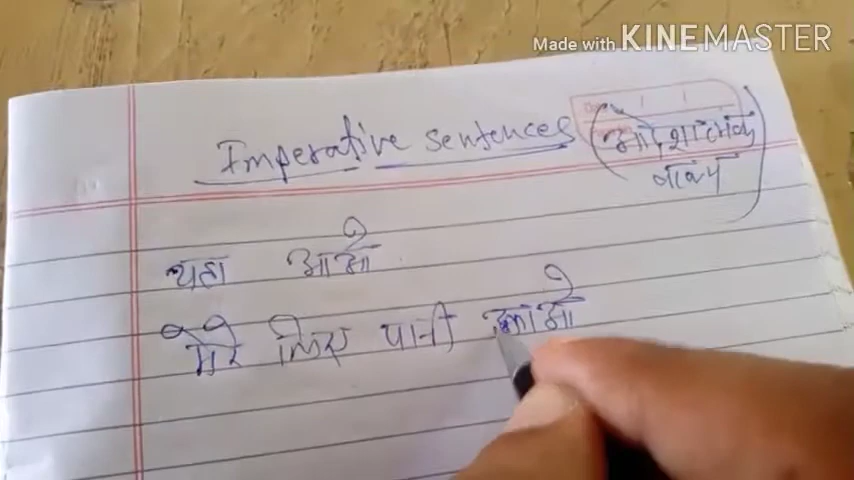 Made with KINEMASTER
Imperative sentences
(आदेशात्मक
वाक्य)
यहा आओ
मेरे लिए पानी लाओ